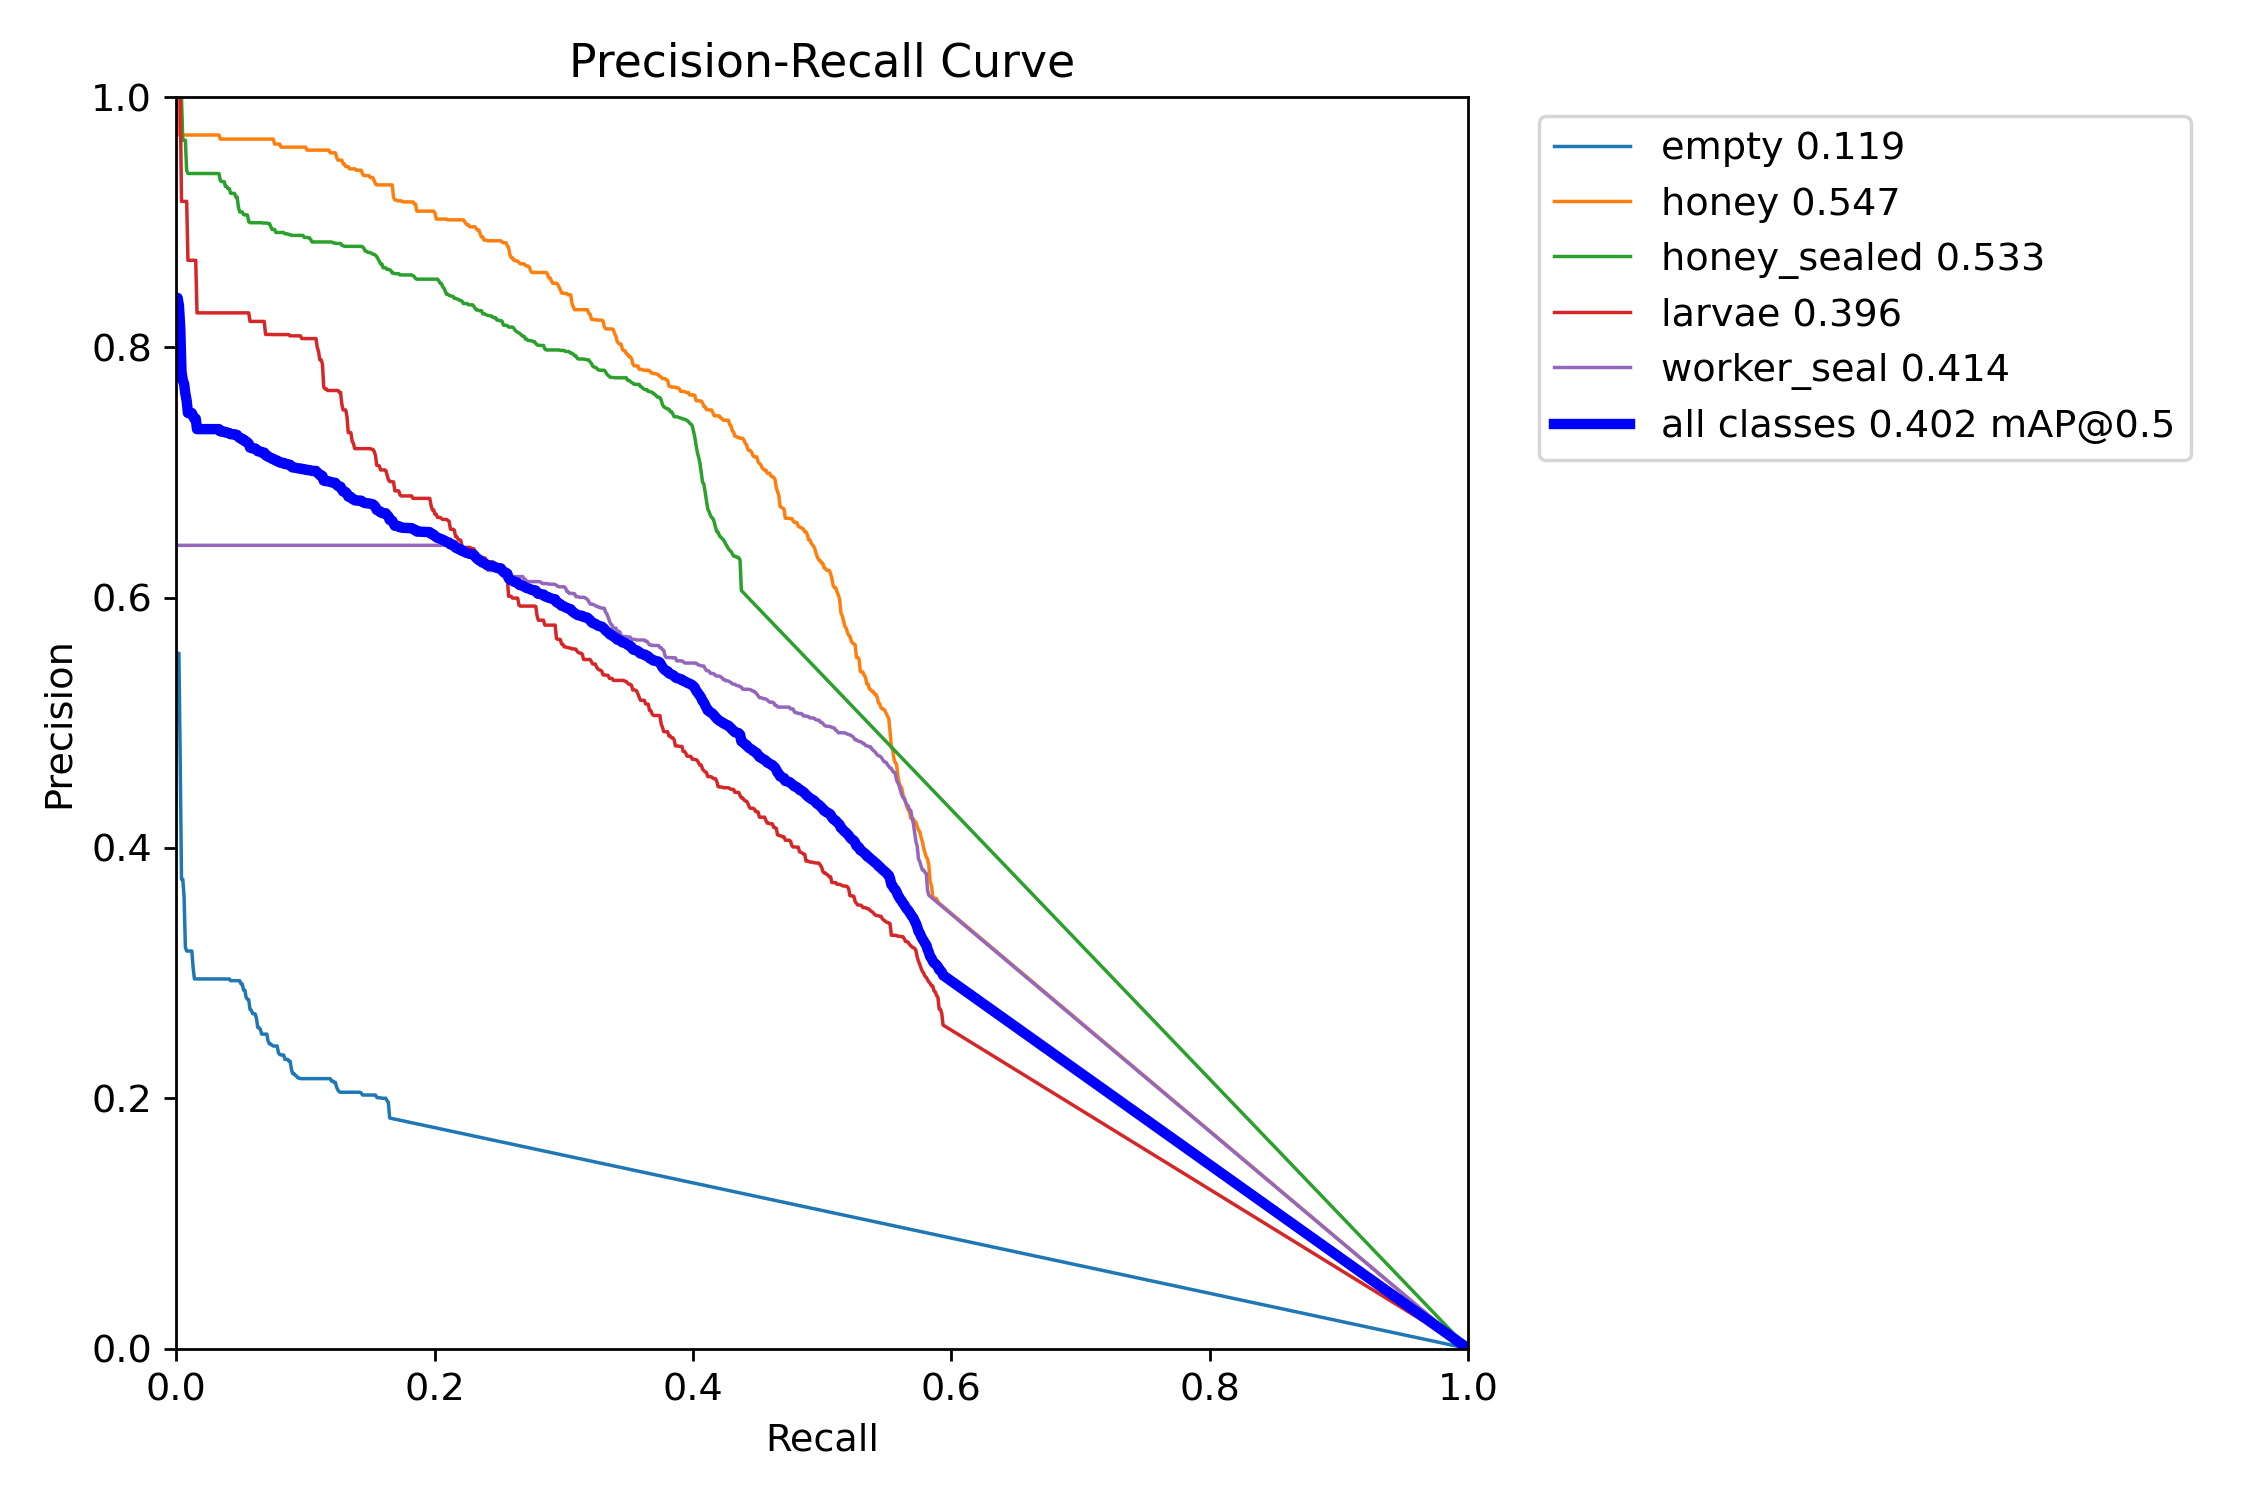 Precision-Recall Curve
1.0
0.8
0.6
0.4
0.2
0.0
Precision
0.0 0.2 0.4 0.6 0.8 1.0
Recall
empty 0.119
honey 0.547
honey_sealed 0.533
larvae 0.396
worker_seal 0.414
all classes 0.402 mAP@0.5